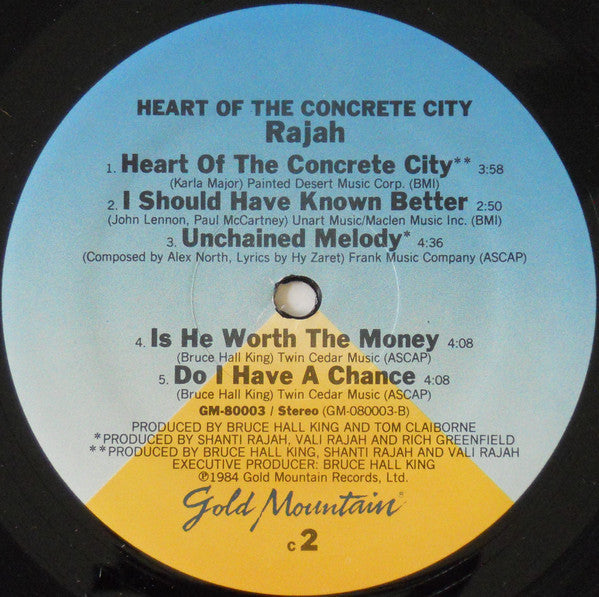 HEART OF THE CONCRETE CITY
Rajah
1. Heart Of The Concrete City** 3:58
(Karla Major) Painted Desert Music Corp. (BMI)
2. I Should Have Known Better 2:50
(John Lennon, Paul McCartney) Unart Music/Maclen Music Inc. (BMI)
3. Unchained Melody* 4:36
(Composed by Alex North, Lyrics by Hy Zaret) Frank Music Company (ASCAP)
4. Is He Worth The Money 4:08
(Bruce Hall King) Twin Cedar Music (ASCAP)
5. Do I Have A Chance 4:08
(Bruce Hall King) Twin Cedar Music (ASCAP)
GM-80003 / Stereo (GM-080003-B)
PRODUCED BY BRUCE HALL KING AND TOM CLAIBORNE
*PRODUCED BY SHANTI RAJAH, VALI RAJAH AND RICH GREENFIELD
**PRODUCED BY BRUCE HALL KING, SHANTI RAJAH AND VALI RAJAH
EXECUTIVE PRODUCER: BRUCE HALL KING
℗1984 Gold Mountain Records, Ltd.
Gold Mountain
C 2